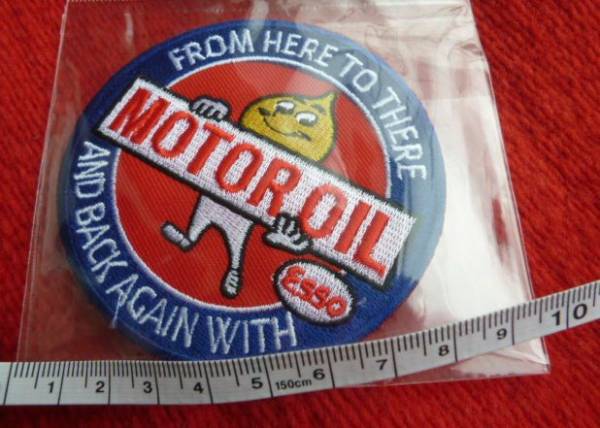 FROM HERE TO THERE
MOTOR OIL
AND BACK AGAIN WITH
ESSO
1 2 3 4 5 150cm 6 7 8 9 10